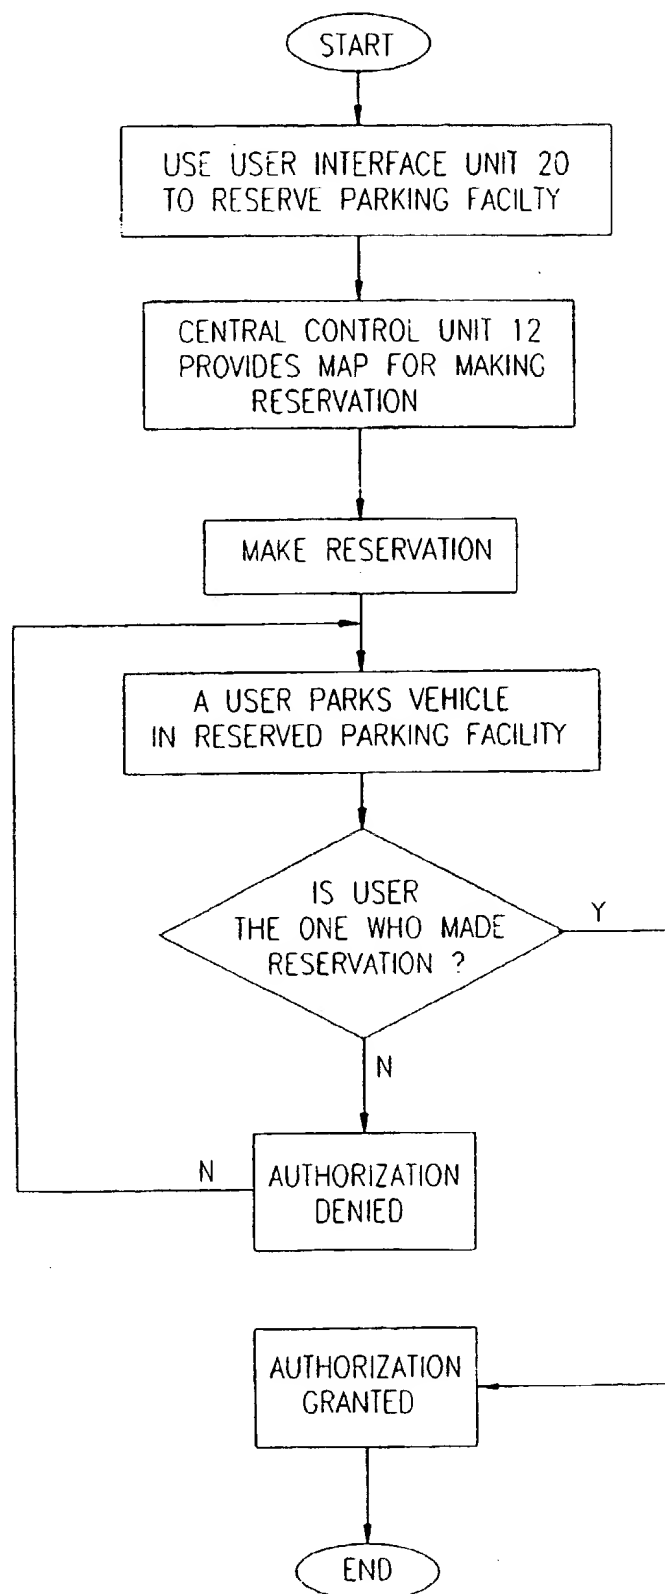 START
USE USER INTERFACE UNIT 20
TO RESERVE PARKING FACILTY
CENTRAL CONTROL UNIT 12
PROVIDES MAP FOR MAKING
RESERVATION
MAKE RESERVATION
A USER PARKS VEHICLE
IN RESERVED PARKING FACILITY
IS USER
THE ONE WHO MADE
RESERVATION ?
Y
N
N
AUTHORIZATION
DENIED
AUTHORIZATION
GRANTED
END